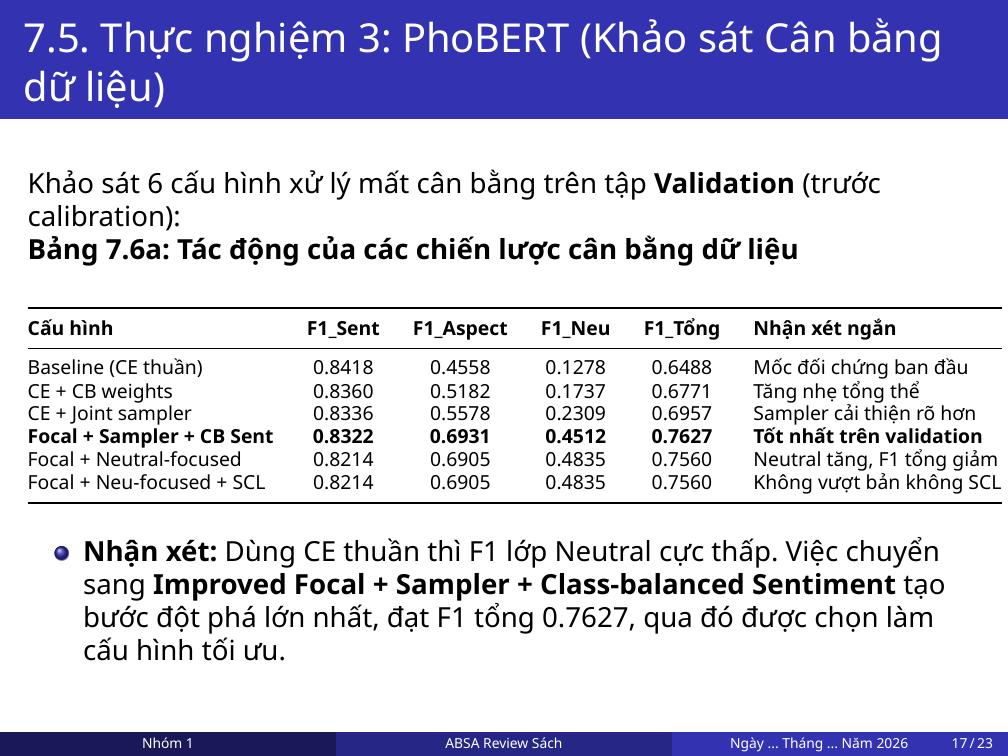 7.5. Thực nghiệm 3: PhoBERT (Khảo sát Cân bằng
dữ liệu)
Khảo sát 6 cấu hình xử lý mất cân bằng trên tập Validation (trước
calibration):
Bảng 7.6a: Tác động của các chiến lược cân bằng dữ liệu
Cấu hình F1_Sent F1_Aspect F1_Neu F1_Tổng Nhận xét ngắn
Baseline (CE thuần) 0.8418 0.4558 0.1278 0.6488 Mốc đối chứng ban đầu
CE + CB weights 0.8360 0.5182 0.1737 0.6771 Tăng nhẹ tổng thể
CE + Joint sampler 0.8336 0.5578 0.2309 0.6957 Sampler cải thiện rõ hơn
Focal + Sampler + CB Sent 0.8322 0.6931 0.4512 0.7627 Tốt nhất trên validation
Focal + Neutral-focused 0.8214 0.6905 0.4835 0.7560 Neutral tăng, F1 tổng giảm
Focal + Neu-focused + SCL 0.8214 0.6905 0.4835 0.7560 Không vượt bản không SCL
Nhận xét: Dùng CE thuần thì F1 lớp Neutral cực thấp. Việc chuyển
sang Improved Focal + Sampler + Class-balanced Sentiment tạo
bước đột phá lớn nhất, đạt F1 tổng 0.7627, qua đó được chọn làm
cấu hình tối ưu.
Nhóm 1 ABSA Review Sách Ngày ... Tháng ... Năm 2026 17 / 23